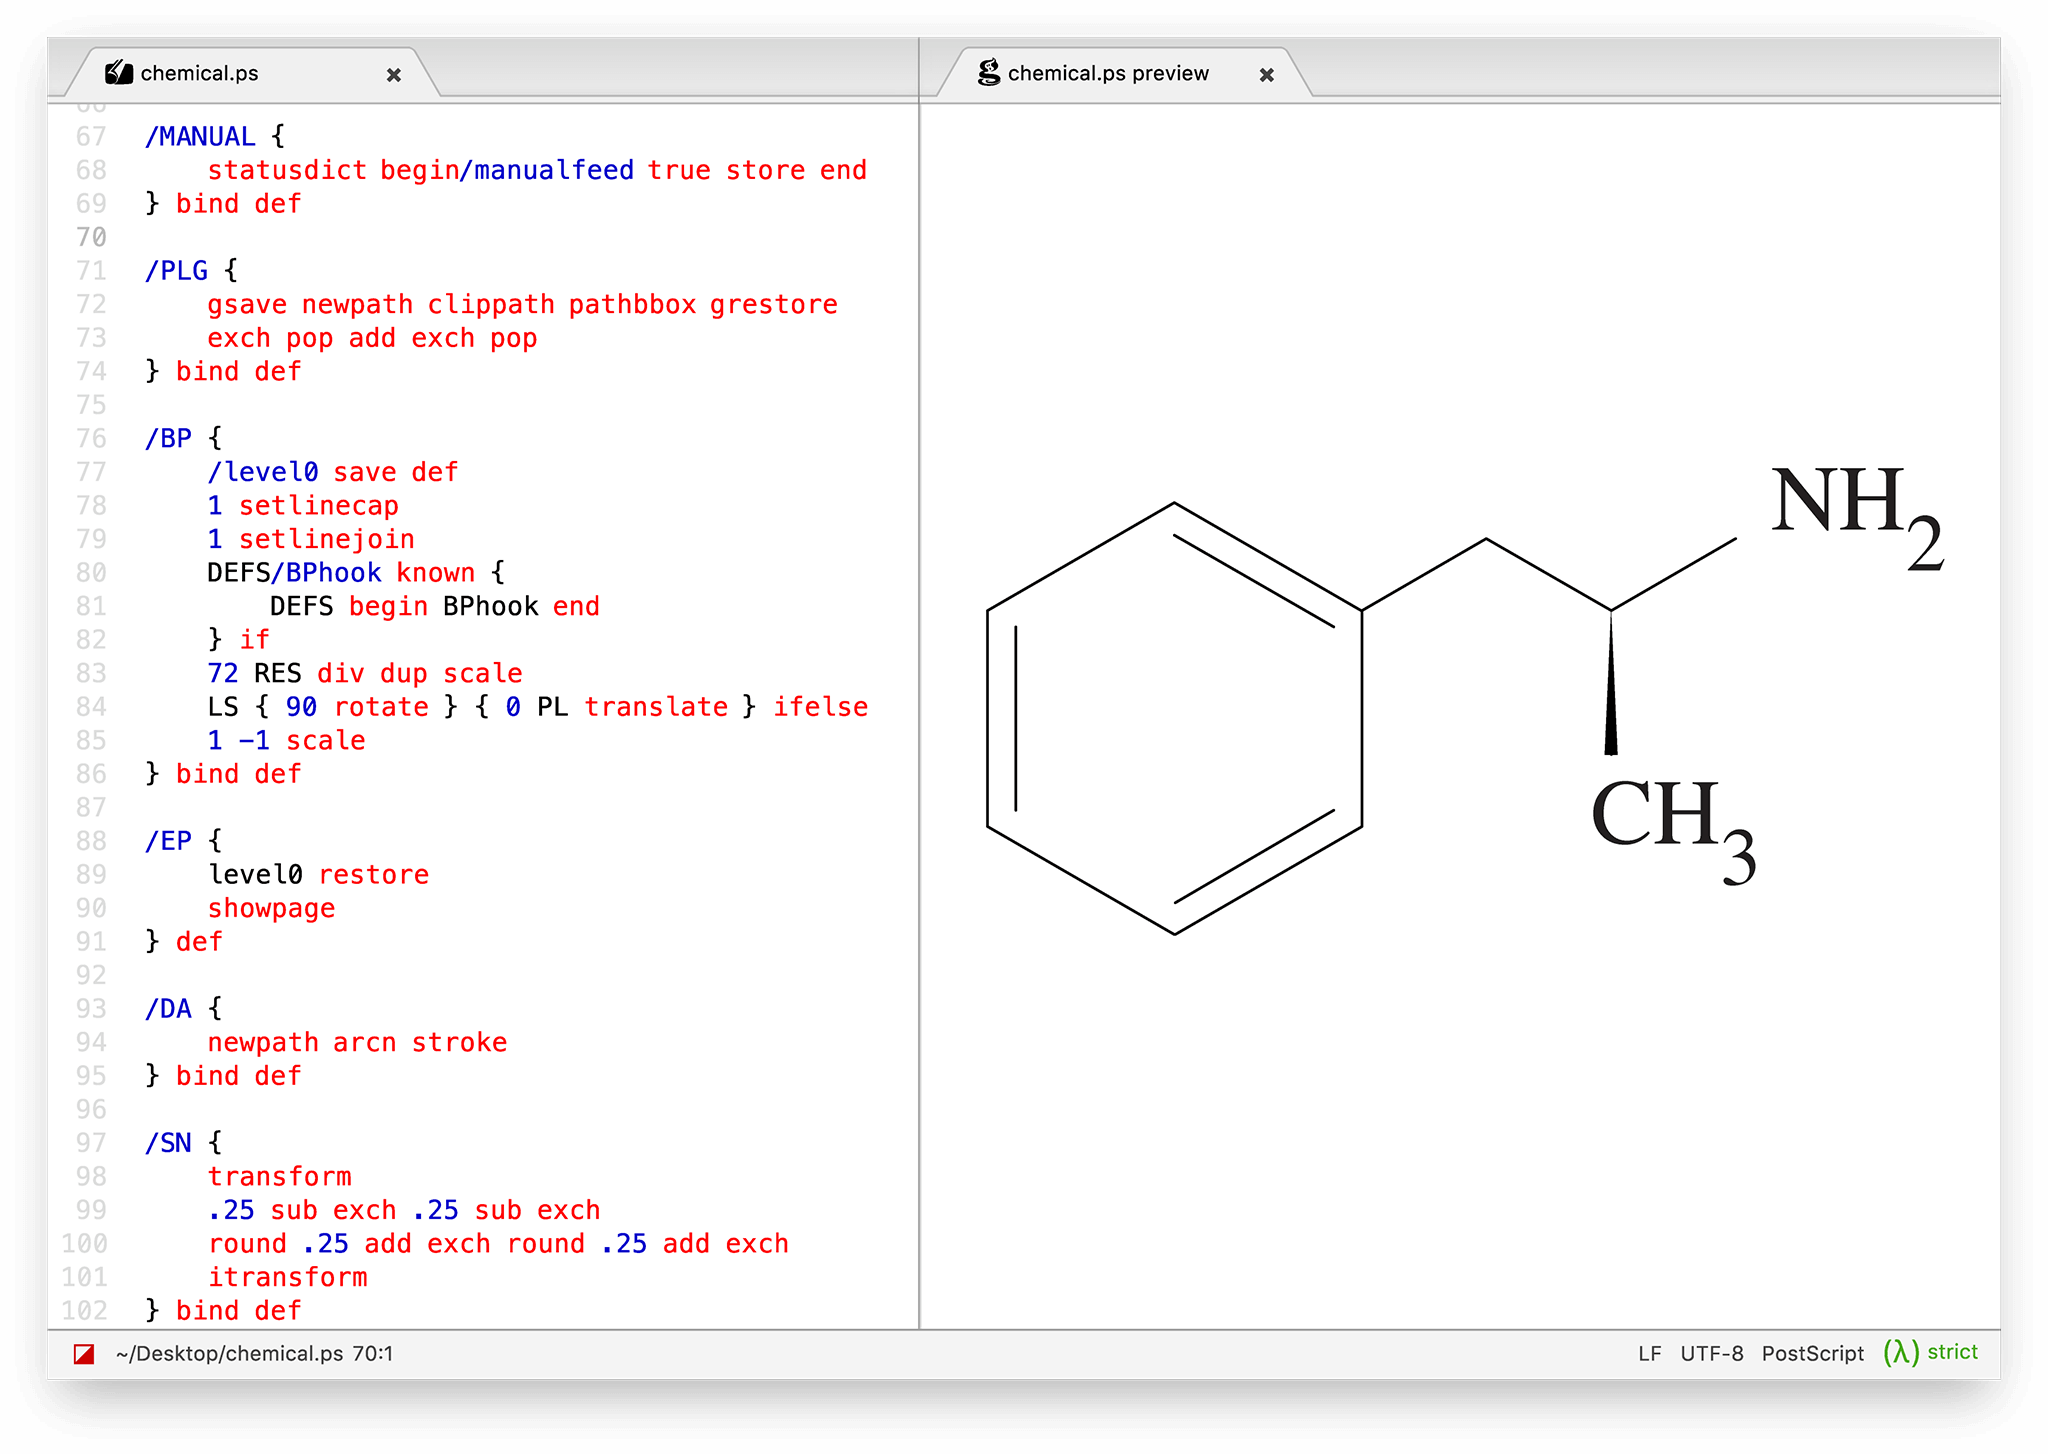 chemical.ps
chemical.ps preview
67 /MANUAL {
68 statusdict begin/manualfeed true store end
69 } bind def
70
71 /PLG {
72 gsave newpath clippath pathbbox grestore
73 exch pop add exch pop
74 } bind def
75
76 /BP {
77 /level0 save def
78 1 setlinecap
79 1 setlinejoin
80 DEFS/BPhook known {
81 DEFS begin BPhook end
82 } if
83 72 RES div dup scale
84 LS { 90 rotate } { 0 PL translate } ifelse
85 1 -1 scale
86 } bind def
87
88 /EP {
89 level0 restore
90 showpage
91 } def
92
93 /DA {
94 newpath arcn stroke
95 } bind def
96
97 /SN {
98 transform
99 .25 sub exch .25 sub exch
100 round .25 add exch round .25 add exch
101 itransform
102 } bind def
NH2
CH3
~/Desktop/chemical.ps 70:1
LF UTF-8 PostScript (λ) strict